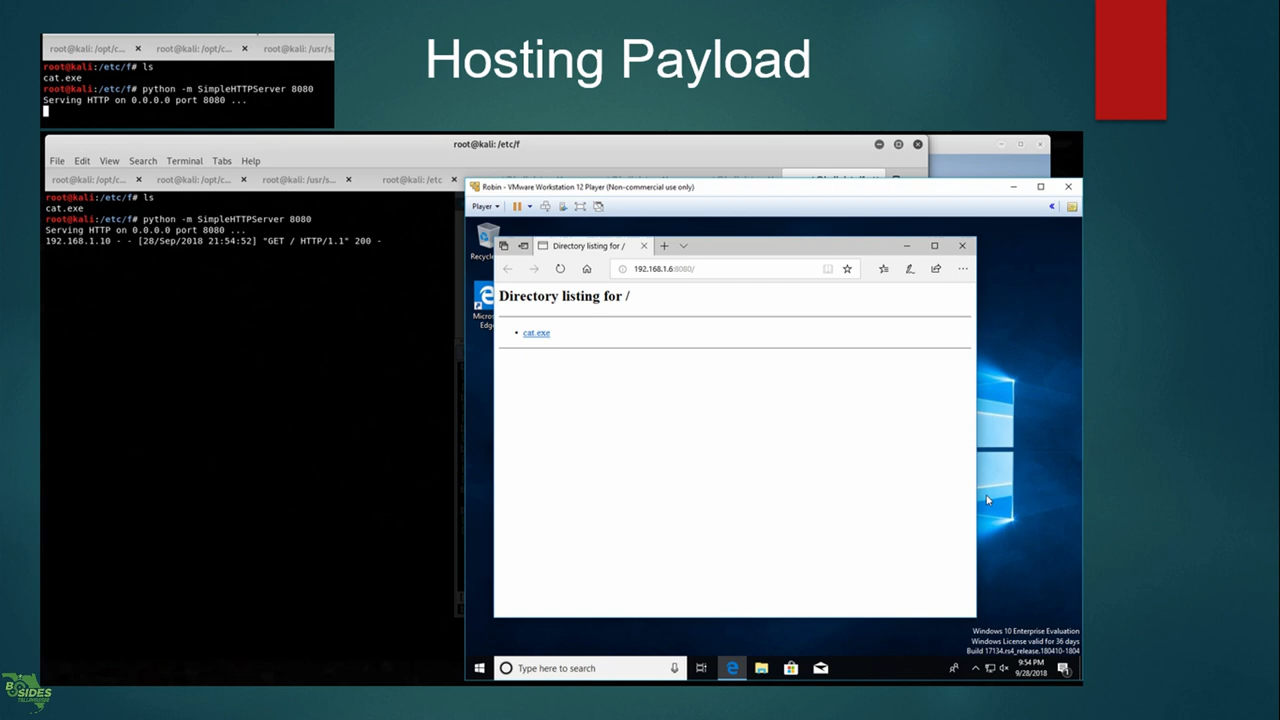 Hosting Payload
root@kali: /opt/c... × root@kali: /opt/c... × root@kali: /usr/s.
root@kali:/etc/f# ls
cat.exe
root@kali:/etc/f# python -m SimpleHTTPServer 8080
Serving HTTP on 0.0.0.0 port 8080 ...
root@kali: /etc/f
File Edit View Search Terminal Tabs Help
root@kali: /opt/c... × root@kali: /opt/c... × root@kali: /usr/s... × root@kali: /etc ×
root@kali:/etc/f# ls
cat.exe
root@kali:/etc/f# python -m SimpleHTTPServer 8080
Serving HTTP on 0.0.0.0 port 8080 ...
192.168.1.10 - - [28/Sep/2018 21:54:52] "GET / HTTP/1.1" 200 -
Robin - VMware Workstation 12 Player (Non-commercial use only)
Player
Recycle
Micros
Edge
Directory listing for /
192.168.1.6:8080/
Directory listing for /
• cat.exe
Windows 10 Enterprise Evaluation
Windows License valid for 36 days
Build 17134.rs4_release.180410-1804
Type here to search
9:54 PM
9/28/2018
1
BSIDES
TALLAHASSEE